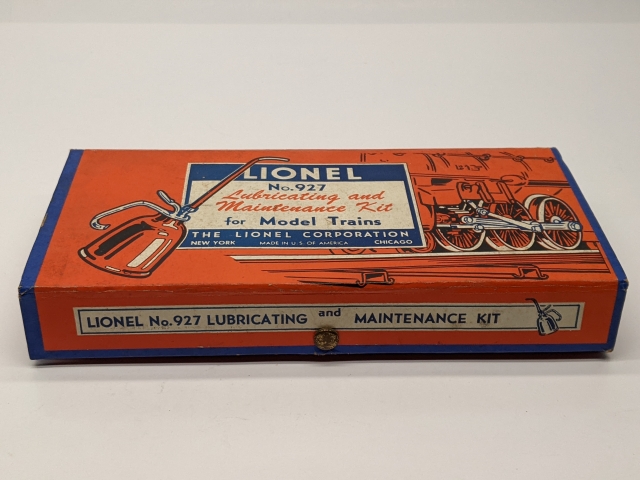 LIONEL
No. 927
Lubricating and
Maintenance Kit
for Model Trains
THE LIONEL CORPORATION
NEW YORK MADE IN U.S. OF AMERICA CHICAGO
LIONEL No. 927 LUBRICATING and MAINTENANCE KIT